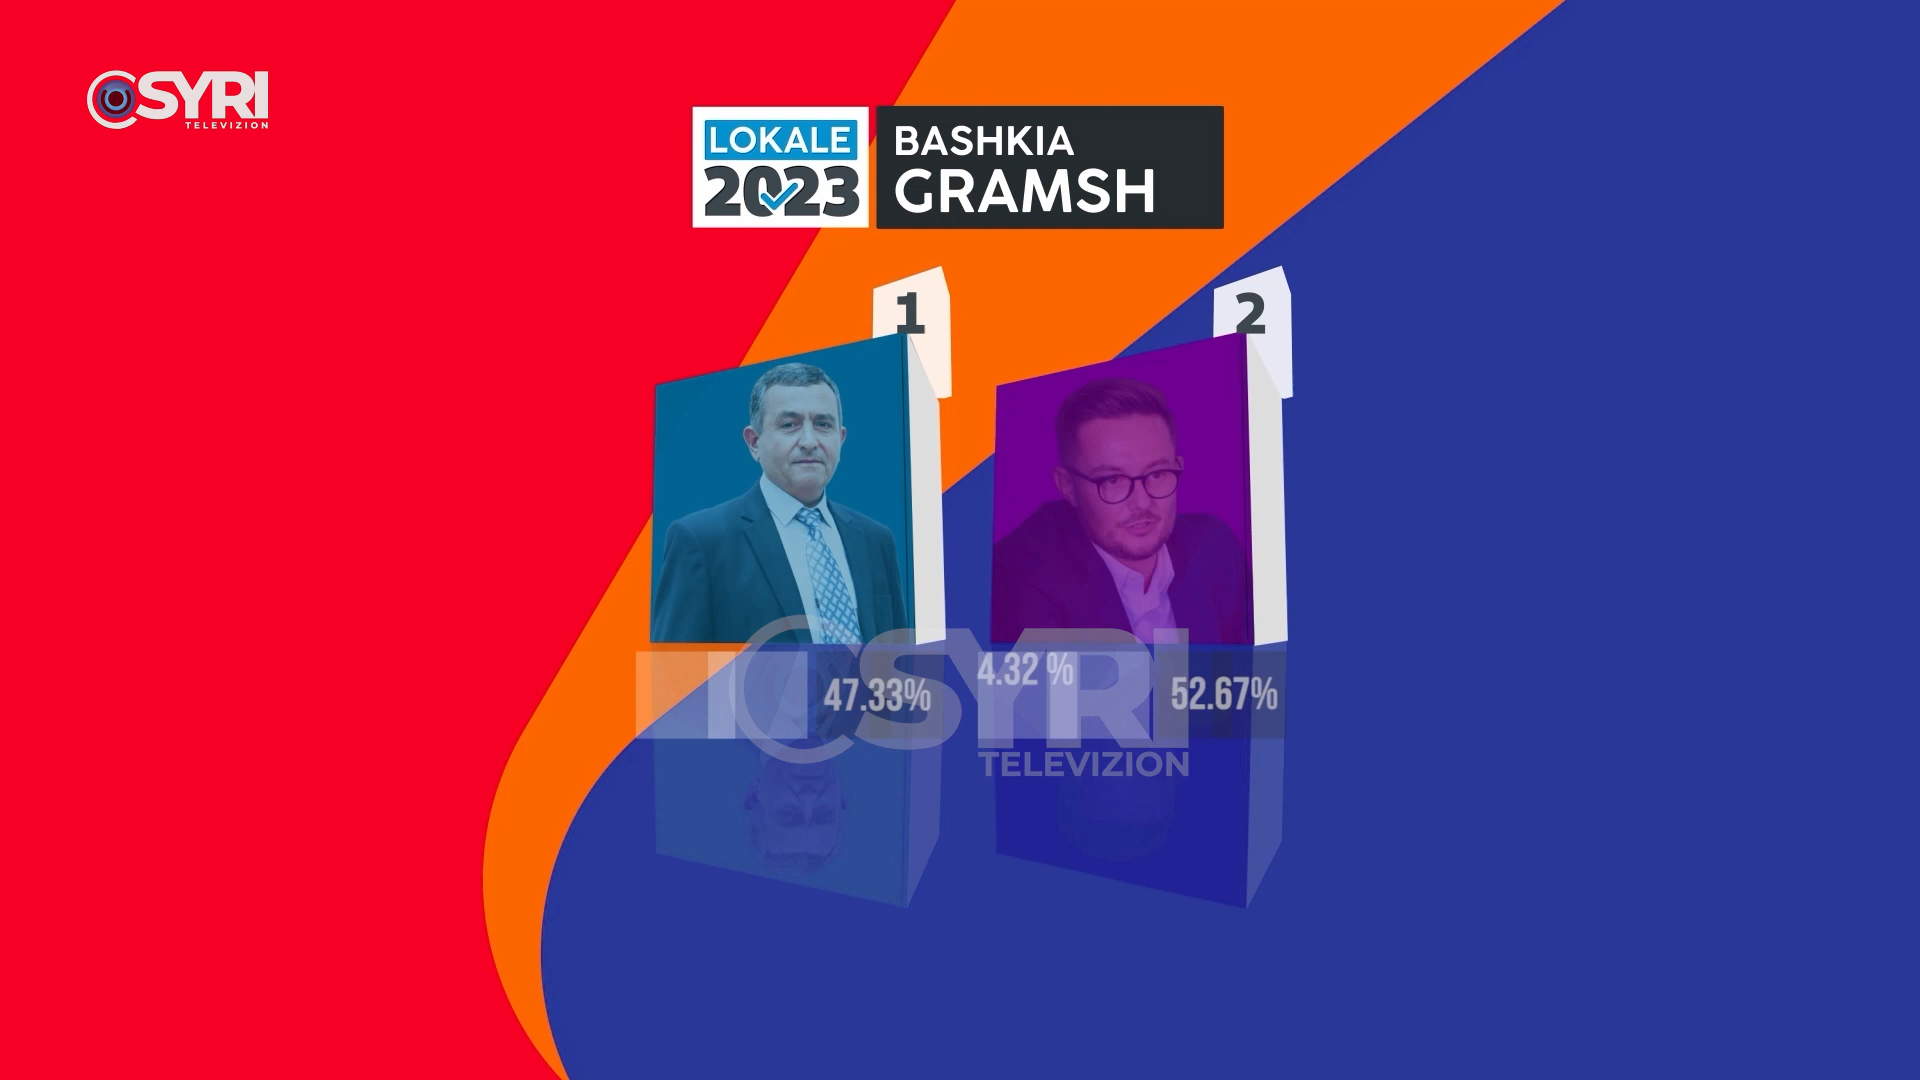 SYRI
TELEVIZION
LOKALE
2023
BASHKIA
GRAMSH
1
2
47.33%
4.32 %
52.67%
SYRI
TELEVIZION